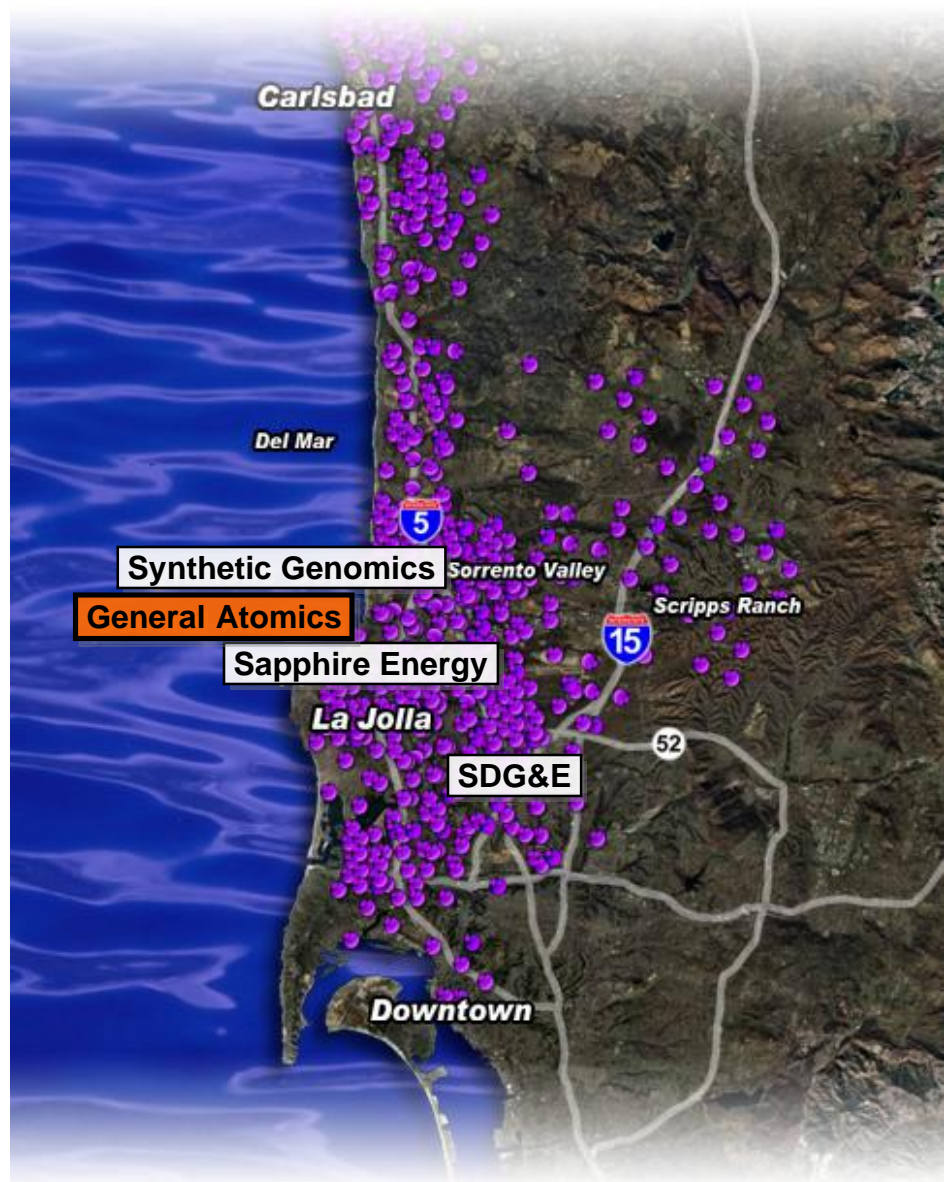 Carlsbad
Del Mar
5
Synthetic Genomics
Sorrento Valley
General Atomics
Scripps Ranch
15
Sapphire Energy
La Jolla
52
SDG&E
Downtown